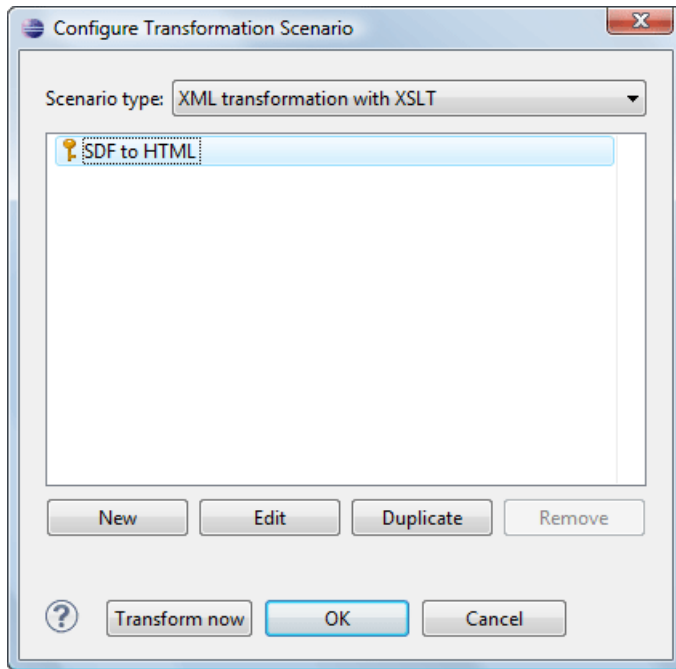 Configure Transformation Scenario
Scenario type: XML transformation with XSLT
SDF to HTML
New Edit Duplicate Remove
? Transform now OK Cancel